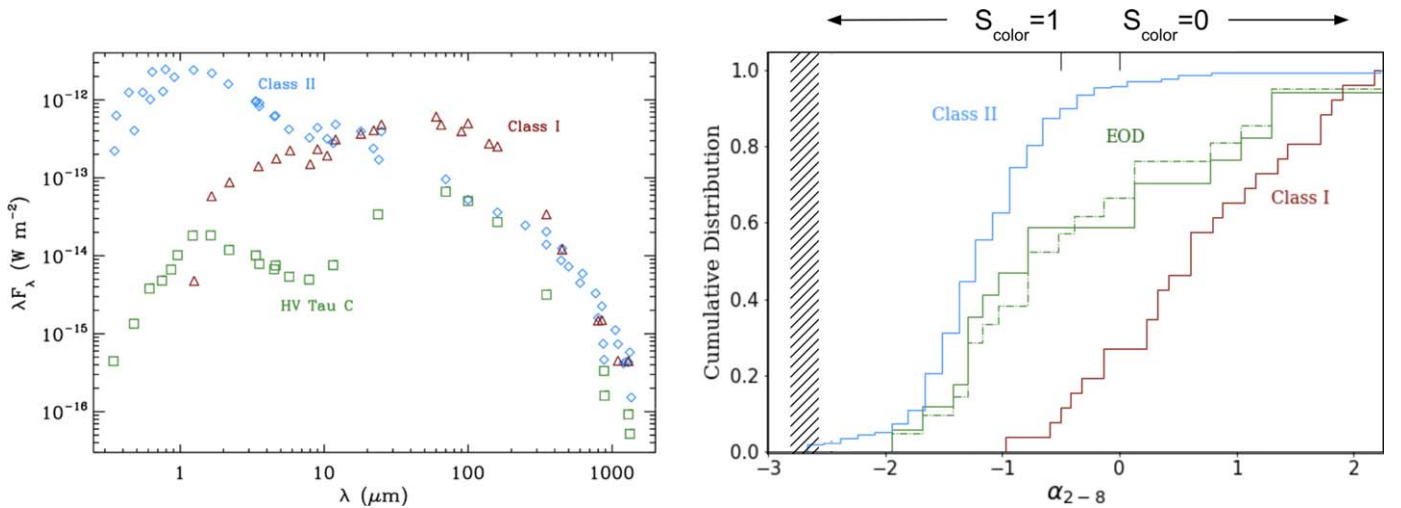 S_color=1 S_color=0
Class II
Class I
HV Tau C
10⁻¹²
10⁻¹³
10⁻¹⁴
10⁻¹⁵
10⁻¹⁶
λF_λ (W m⁻²)
1 10 100 1000
λ (μm)
Class II
EOD
Class I
1.0
0.8
0.6
0.4
0.2
0.0
Cumulative Distribution
−3 −2 −1 0 1 2
α₂₋₈